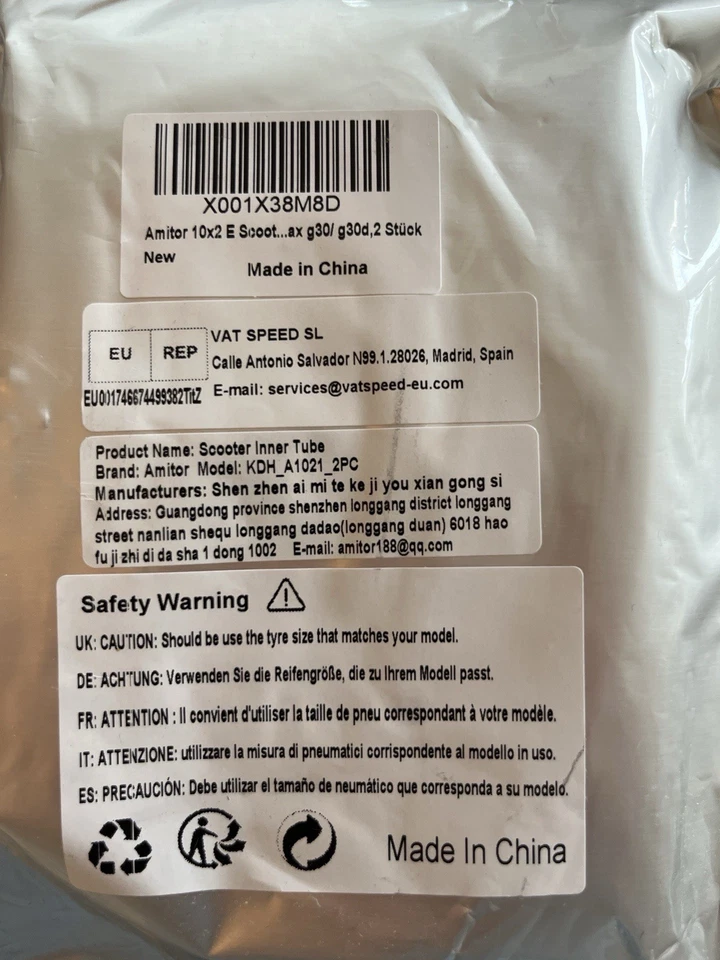 X001X38M8D
Amitor 10x2 E Scoot...ax g30/ g30d,2 Stück
New
Made in China
EU REP
EU001746674499382TitZ
VAT SPEED SL
Calle Antonio Salvador N99.1.28026, Madrid, Spain
E-mail: services@vatspeed-eu.com
Product Name: Scooter Inner Tube
Brand: Amitor Model: KDH_A1021_2PC
Manufacturers: Shen zhen ai mi te ke ji you xian gong si
Address: Guangdong province shenzhen longgang district longgang
street nanlian shequ longgang dadao(longgang duan) 6018 hao
fu ji zhi di da sha 1 dong 1002 E-mail: amitor188@qq.com
Safety Warning
UK: CAUTION: Should be use the tyre size that matches your model.
DE: ACHTUNG: Verwenden Sie die Reifengröße, die zu Ihrem Modell passt.
FR: ATTENTION : Il convient d'utiliser la taille de pneu correspondant à votre modèle.
IT: ATTENZIONE: utilizzare la misura di pneumatici corrispondente al modello in uso.
ES: PRECAUCIÓN: Debe utilizar el tamaño de neumático que corresponda a su modelo.
Made In China